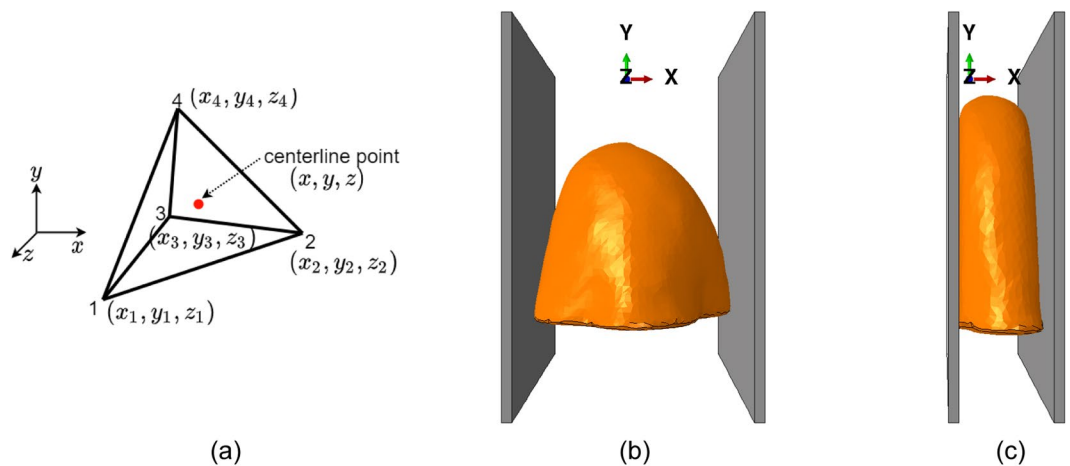 4 (x₄, y₄, z₄)
centerline point
(x, y, z)
y
x
z
3
(x₃, y₃, z₃)
2
(x₂, y₂, z₂)
1 (x₁, y₁, z₁)
(a)
Y
Z X
(b)
Y
Z X
(c)